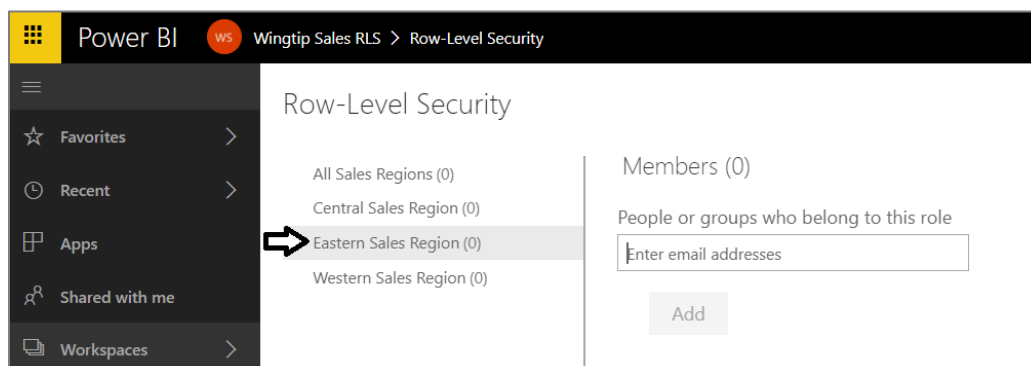 Power BI
WS
Wingtip Sales RLS > Row-Level Security
Favorites
Recent
Apps
Shared with me
Workspaces
Row-Level Security
All Sales Regions (0)
Central Sales Region (0)
Eastern Sales Region (0)
Western Sales Region (0)
Members (0)
People or groups who belong to this role
Enter email addresses
Add